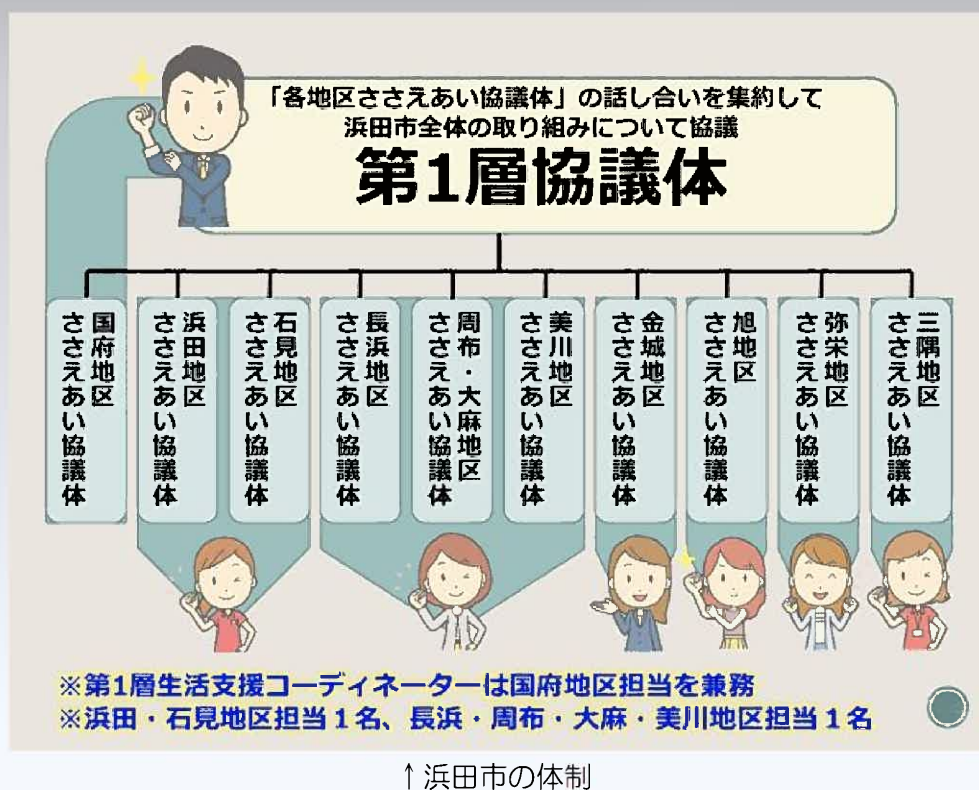 「各地区ささえあい協議体」の話し合いを集約して
浜田市全体の取り組みについて協議
第1層協議体
国府地区
ささえあい協議体
浜田地区
ささえあい協議体
石見地区
ささえあい協議体
長浜地区
ささえあい協議体
周布・大麻地区
ささえあい協議体
美川地区
ささえあい協議体
金城地区
ささえあい協議体
旭地区
ささえあい協議体
弥栄地区
ささえあい協議体
三隅地区
ささえあい協議体
※第1層生活支援コーディネーターは国府地区担当を兼務
※浜田・石見地区担当1名、長浜・周布・大麻・美川地区担当1名
↑浜田市の体制